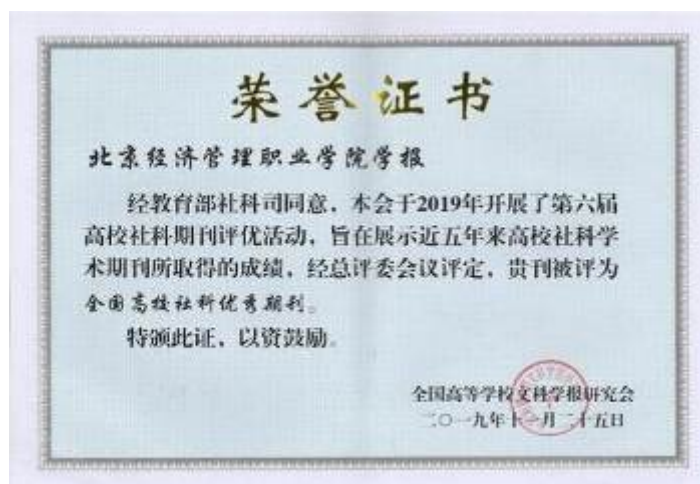 荣誉证书
北京经济管理职业学院学报
经教育部社科司同意，本会于2019年开展了第六届
高校社科期刊评优活动，旨在展示近五年来高校社科学
术期刊所取得的成绩，经总评委会议评定，贵刊被评为
全国高校社科优秀期刊。
特颁此证，以资鼓励。
全国高等学校文科学报研究会
二〇一九年十一月二十五日